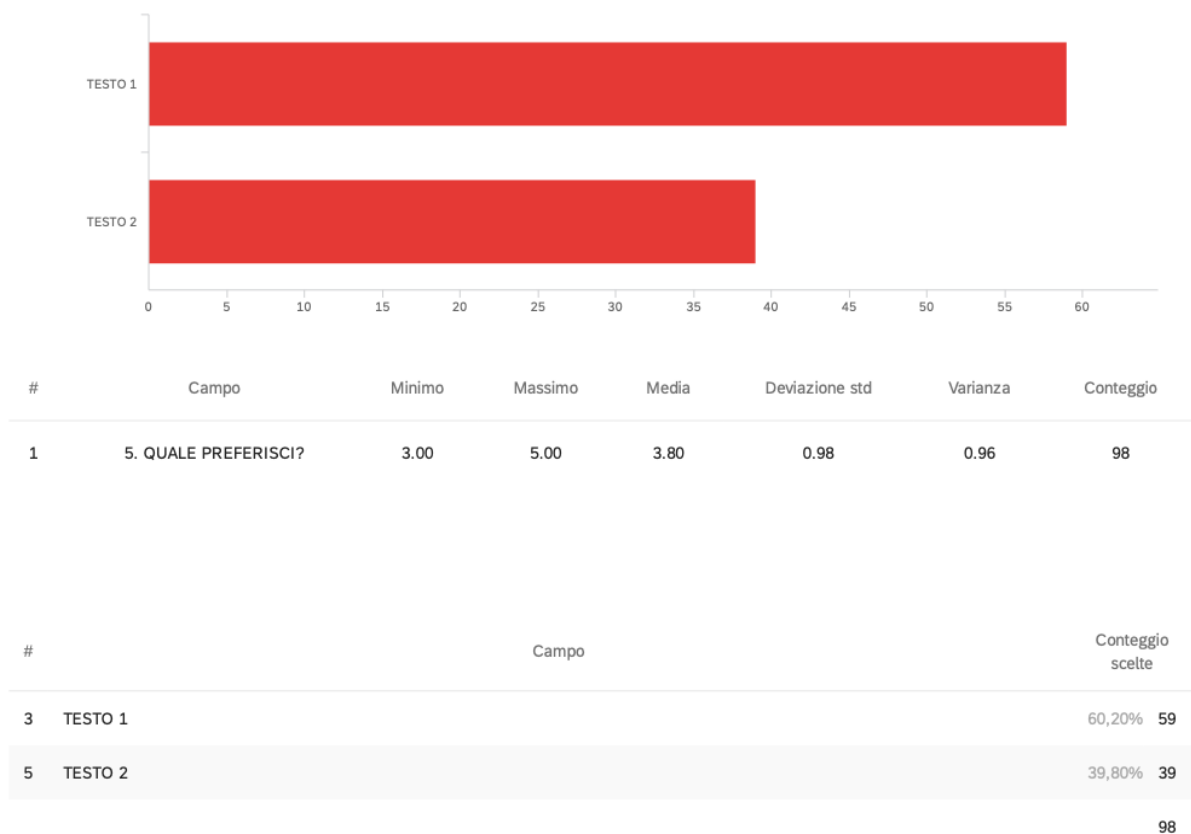 TESTO 1
TESTO 2
0 5 10 15 20 25 30 35 40 45 50 55 60
# Campo Minimo Massimo Media Deviazione std Varianza Conteggio
1 5. QUALE PREFERISCI? 3.00 5.00 3.80 0.98 0.96 98
# Campo Conteggio
scelte
3 TESTO 1 60,20% 59
5 TESTO 2 39,80% 39
98